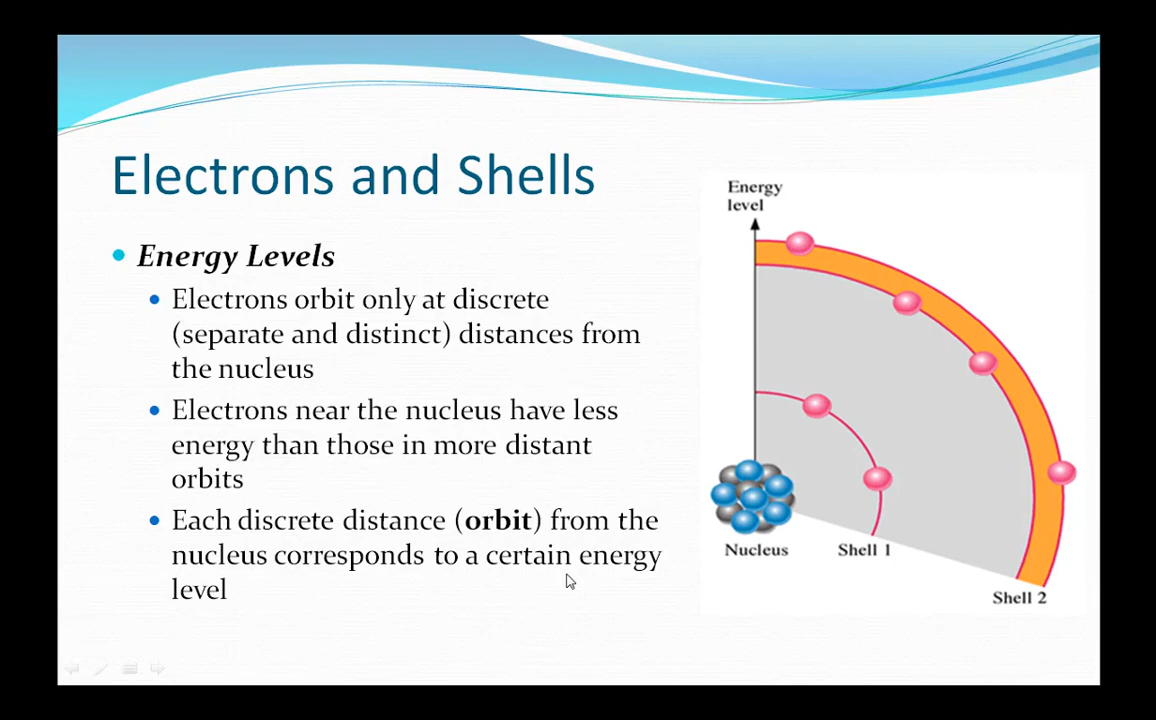 Electrons and Shells
Energy Levels
Electrons orbit only at discrete
(separate and distinct) distances from
the nucleus
Electrons near the nucleus have less
energy than those in more distant
orbits
Each discrete distance (orbit) from the
nucleus corresponds to a certain energy
level
Energy
level
Nucleus
Shell 1
Shell 2